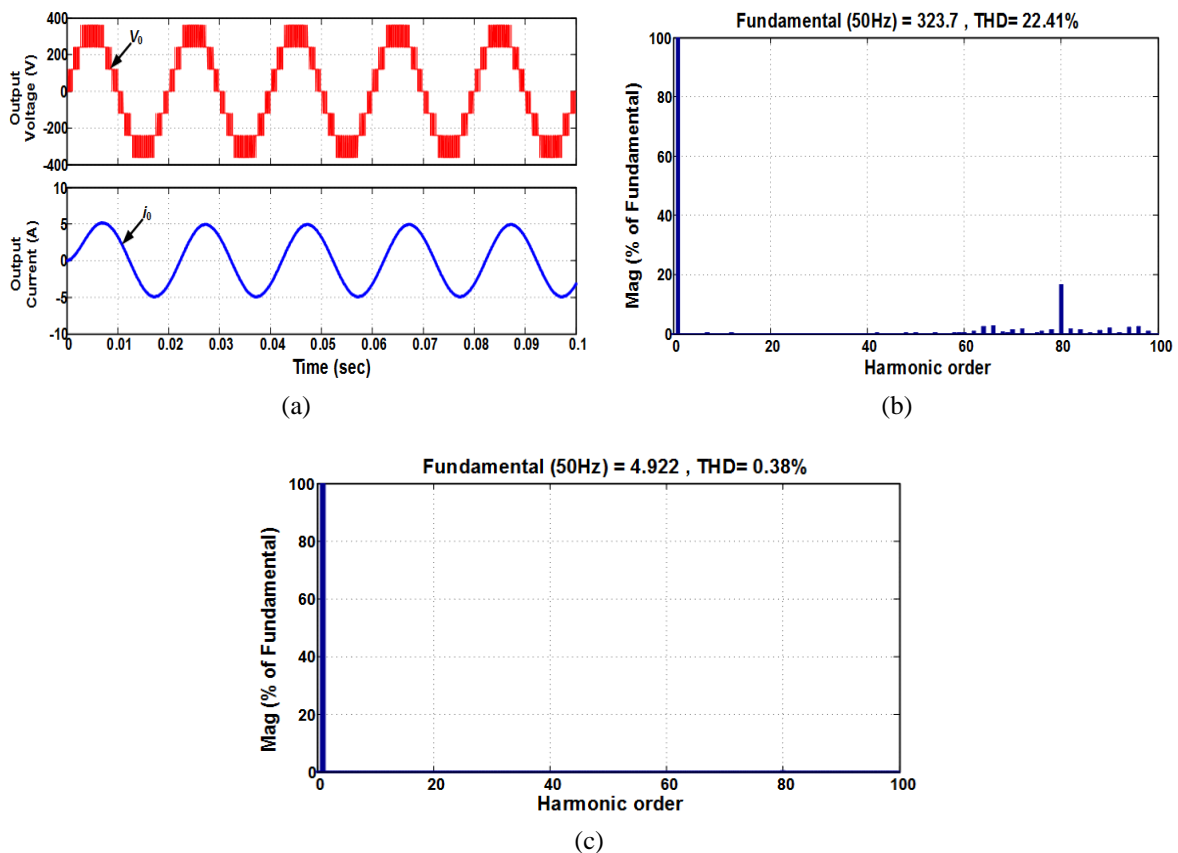 Output
Voltage (V)
400
200
0
-200
-400
V0
Output
Current (A)
10
5
0
-5
-10
i0
0 0.01 0.02 0.03 0.04 0.05 0.06 0.07 0.08 0.09 0.1
Time (sec)
(a)
Fundamental (50Hz) = 323.7 , THD= 22.41%
Mag (% of Fundamental)
100
80
60
40
20
0
0 20 40 60 80 100
Harmonic order
(b)
Fundamental (50Hz) = 4.922 , THD= 0.38%
Mag (% of Fundamental)
100
80
60
40
20
0
0 20 40 60 80 100
Harmonic order
(c)